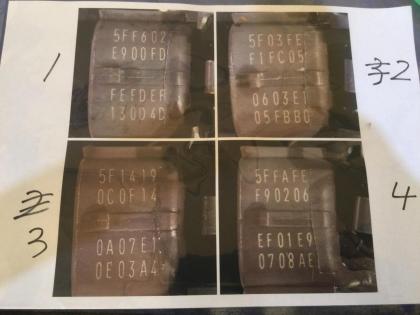 1
5FF602
E900FD
FEFDEF
13004D
2
5F03FE
F1FC05
0603E1
05FBB0
3
5F1419
0C0F14
0A07E1
0E03A4
4
5FFAFE
F90206
EF01E9
0708AE